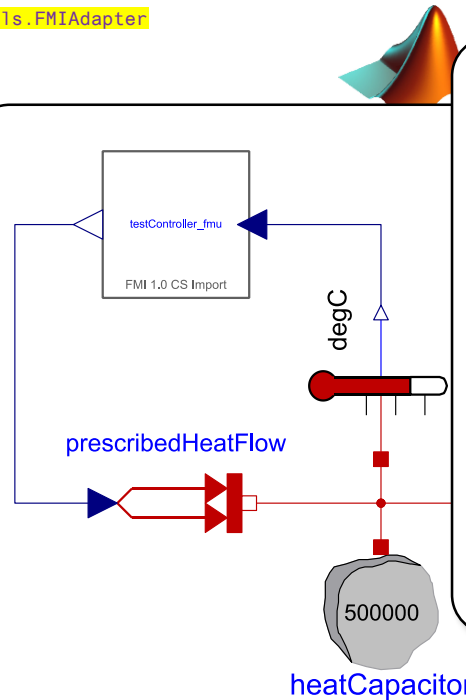 ls.FMIAdapter
testController_fmu
FMI 1.0 CS Import
degC
prescribedHeatFlow
500000
heatCapacitor